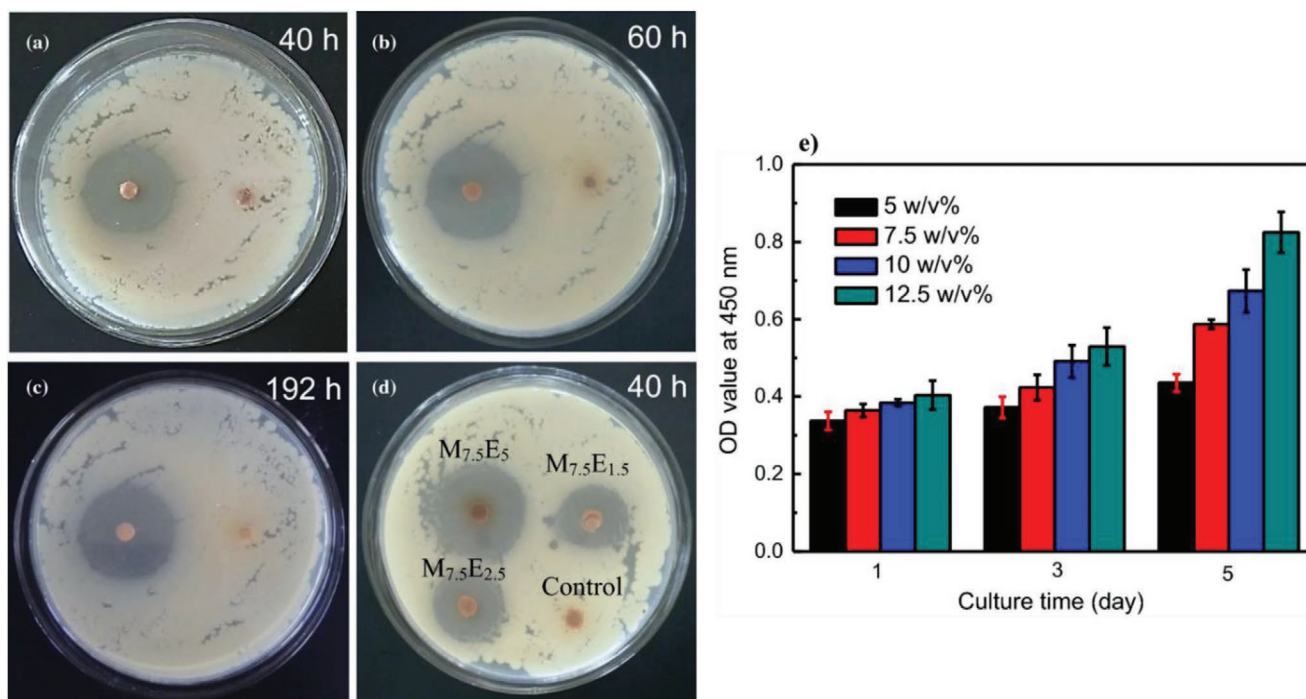 (a)
40 h
(b)
60 h
(c)
192 h
(d)
40 h
M₇.₅E₅
M₇.₅E₁.₅
M₇.₅E₂.₅
Control
e)
OD value at 450 nm
1.0
0.8
0.6
0.4
0.2
0.0
5 w/v%
7.5 w/v%
10 w/v%
12.5 w/v%
1 3 5
Culture time (day)